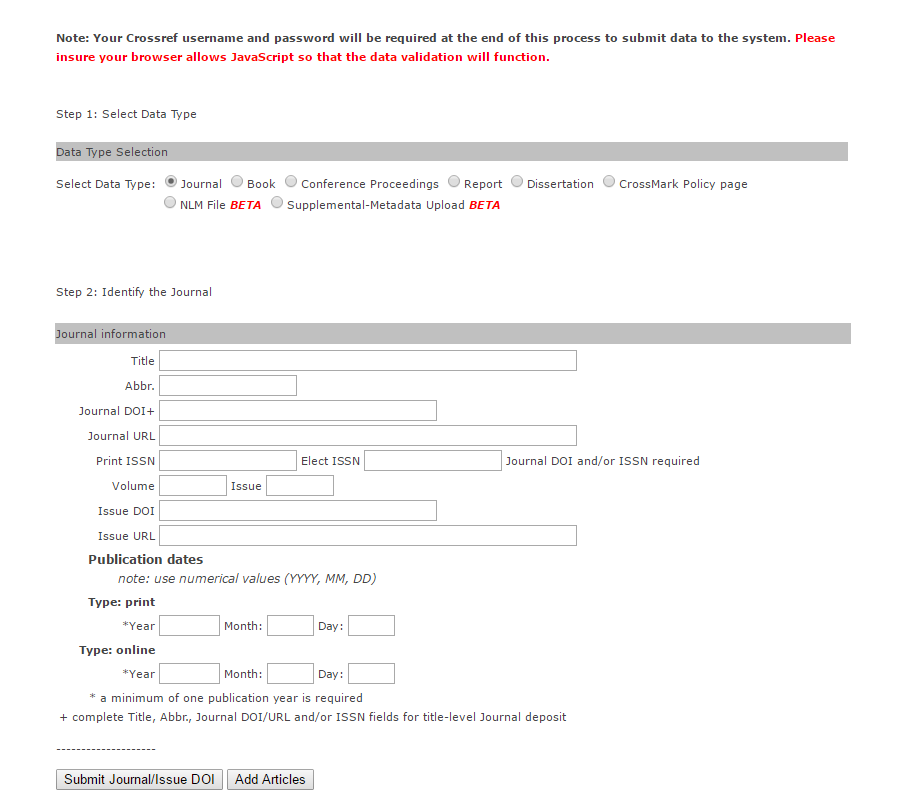 Note: Your Crossref username and password will be required at the end of this process to submit data to the system. Please
insure your browser allows JavaScript so that the data validation will function.
Step 1: Select Data Type
Data Type Selection
Select Data Type: Journal Book Conference Proceedings Report Dissertation CrossMark Policy page
NLM File BETA Supplemental-Metadata Upload BETA
Step 2: Identify the Journal
Journal information
Title
Abbr.
Journal DOI+
Journal URL
Print ISSN Elect ISSN Journal DOI and/or ISSN required
Volume Issue
Issue DOI
Issue URL
Publication dates
note: use numerical values (YYYY, MM, DD)
Type: print
*Year Month: Day:
Type: online
*Year Month: Day:
* a minimum of one publication year is required
+ complete Title, Abbr., Journal DOI/URL and/or ISSN fields for title-level Journal deposit
--------------------
Submit Journal/Issue DOI Add Articles